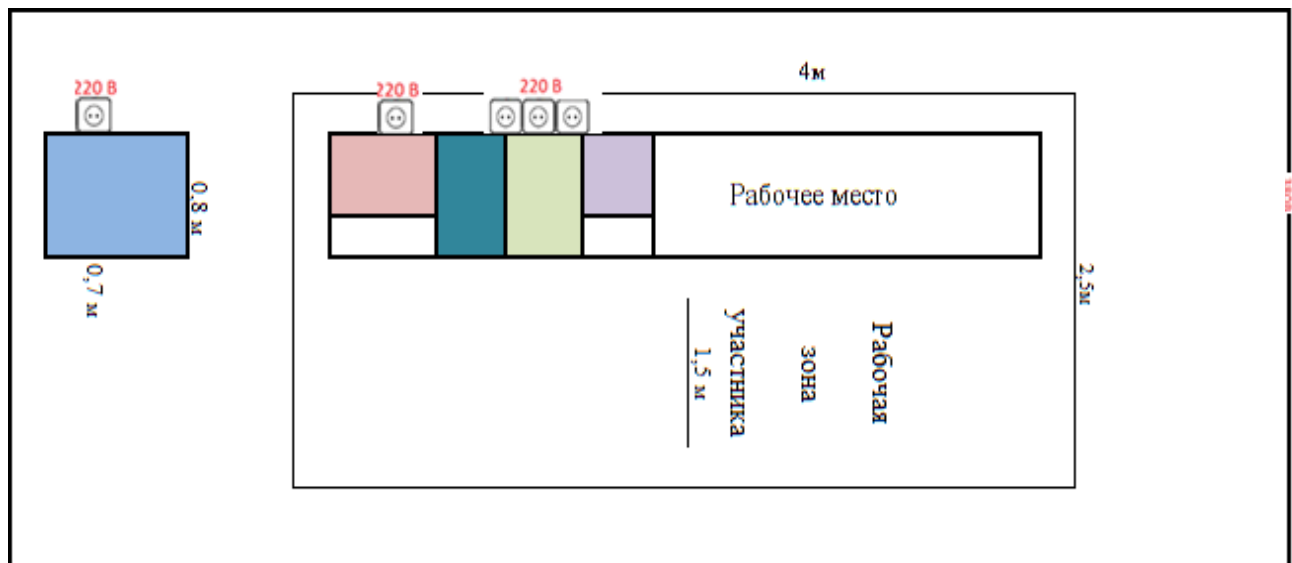 4м
220 В
220 В
220 В
0,8 м
Рабочее место
0,7 м
2,5м
Рабочая
зона
участника
1,5 м